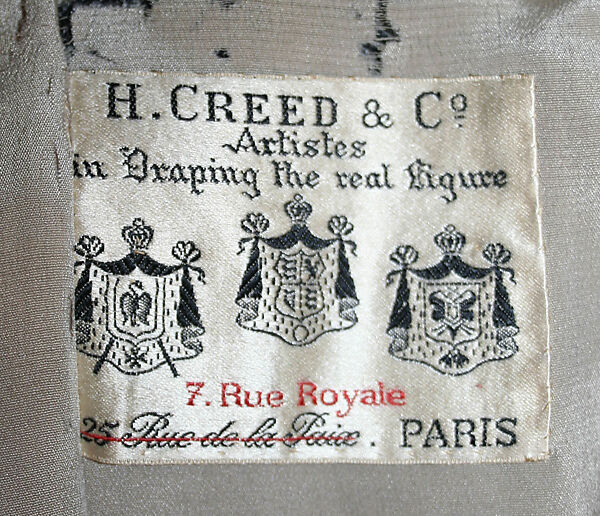 H. CREED & Cº
Artistes
in Draping the real figure
7. Rue Royale
25 Rue de la Paix. PARIS